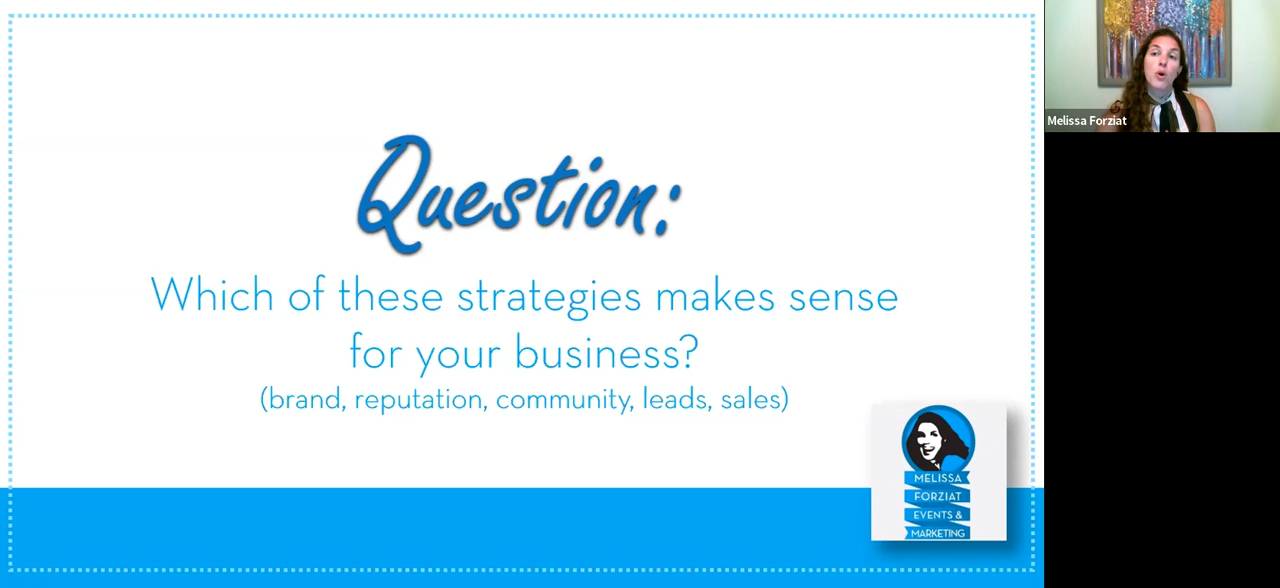 Question:
Which of these strategies makes sense
for your business?
(brand, reputation, community, leads, sales)
MELISSA
FORZIAT
EVENTS &
MARKETING
Melissa Forziat